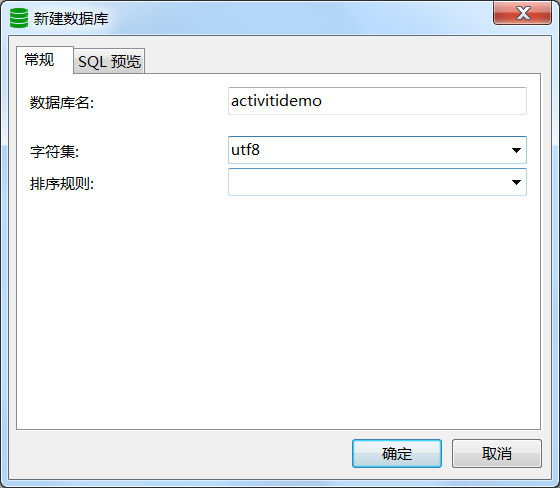 新建数据库
常规
SQL 预览
数据库名:
activitidemo
字符集:
utf8
排序规则:
确定
取消